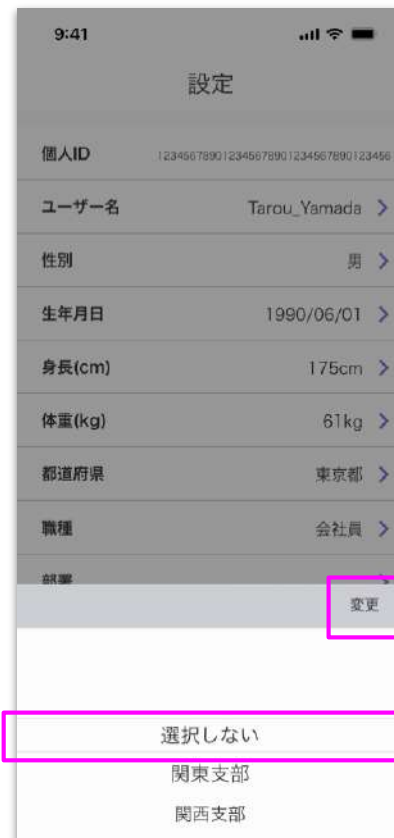 9:41
設定
個人ID 123456789012345678901234567890123456
ユーザー名 Tarou_Yamada
性別 男
生年月日 1990/06/01
身長(cm) 175cm
体重(kg) 61kg
都道府県 東京都
職種 会社員
部署
変更
選択しない
関東支部
関西支部